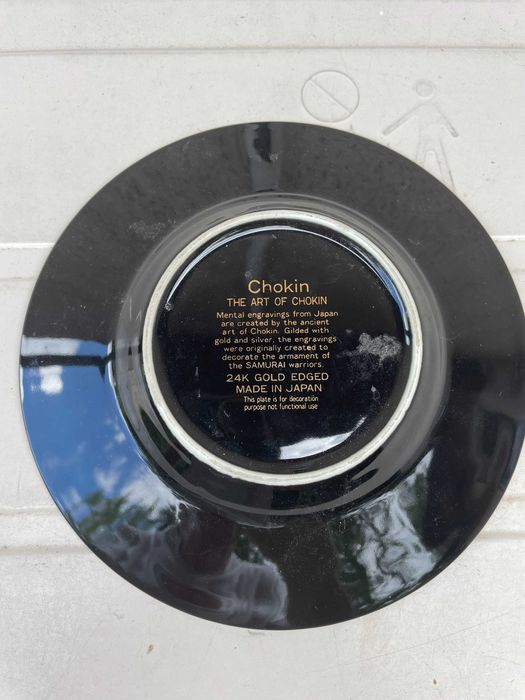 Chokin
THE ART OF CHOKIN
Mental engravings from Japan
are created by the ancient
art of Chokin. Gilded with
gold and silver, the engravings
were originally created to
decorate the armament of
the SAMURAI warriors.
24K GOLD EDGED
MADE IN JAPAN
This plate is for decoration
purpose not functional use